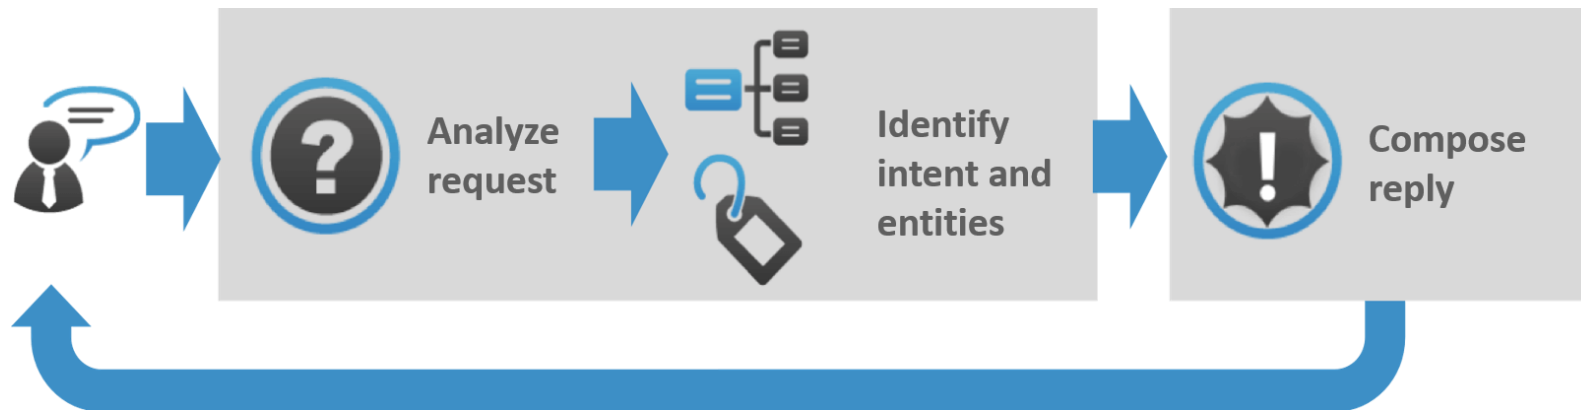 ?
Analyze
request
Identify
intent and
entities
!
Compose
reply